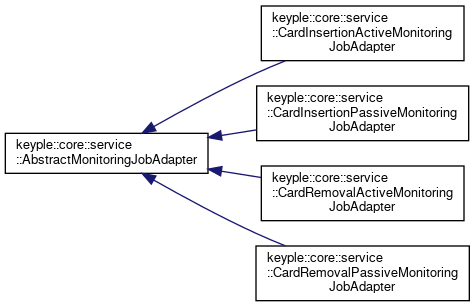 keyple::core::service
::CardInsertionActiveMonitoring
JobAdapter
keyple::core::service
::CardInsertionPassiveMonitoring
JobAdapter
keyple::core::service
::AbstractMonitoringJobAdapter
keyple::core::service
::CardRemovalActiveMonitoring
JobAdapter
keyple::core::service
::CardRemovalPassiveMonitoring
JobAdapter